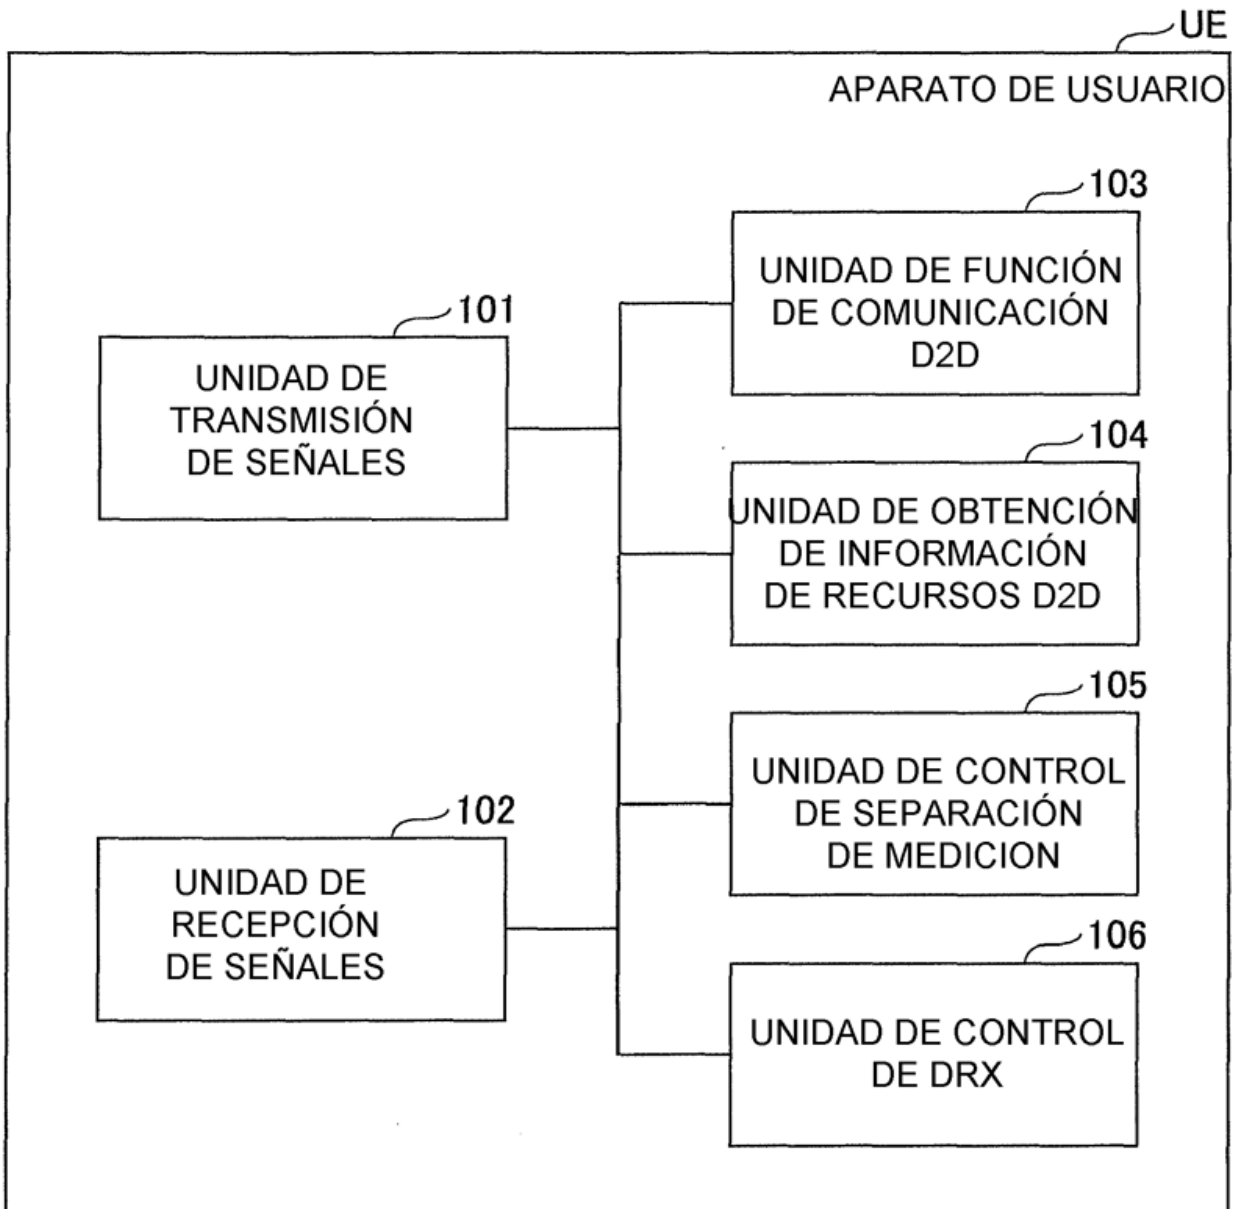 UE
APARATO DE USUARIO
101
UNIDAD DE
TRANSMISIÓN
DE SEÑALES
102
UNIDAD DE
RECEPCIÓN
DE SEÑALES
103
UNIDAD DE FUNCIÓN
DE COMUNICACIÓN
D2D
104
UNIDAD DE OBTENCIÓN
DE INFORMACIÓN
DE RECURSOS D2D
105
UNIDAD DE CONTROL
DE SEPARACIÓN
DE MEDICION
106
UNIDAD DE CONTROL
DE DRX